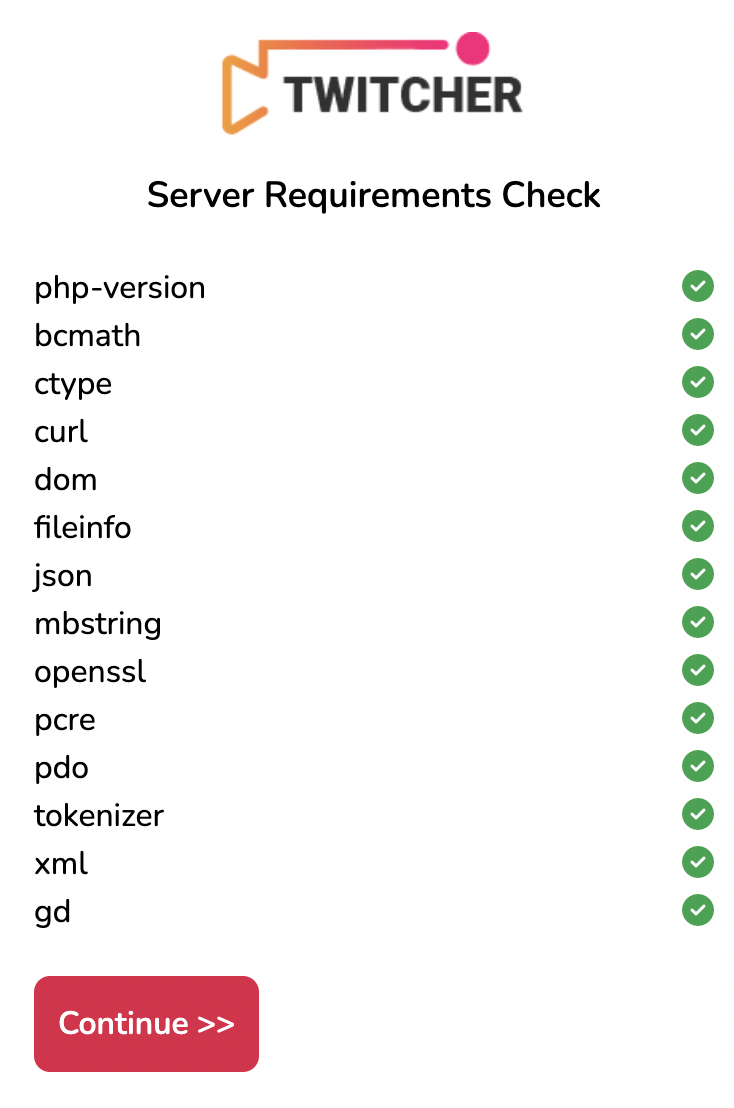 TWITCHER
Server Requirements Check
php-version
bcmath
ctype
curl
dom
fileinfo
json
mbstring
openssl
pcre
pdo
tokenizer
xml
gd
Continue >>